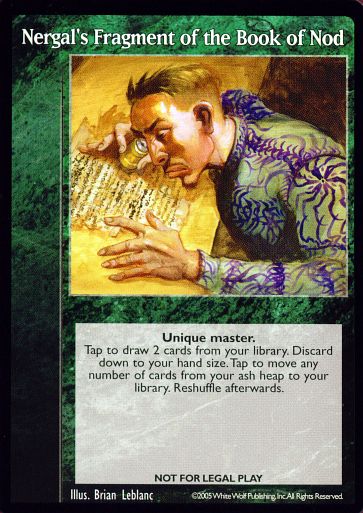 Nergal's Fragment of the Book of Nod
Unique master.
Tap to draw 2 cards from your library. Discard
down to your hand size. Tap to move any
number of cards from your ash heap to your
library. Reshuffle afterwards.
NOT FOR LEGAL PLAY
Illus. Brian Leblanc
©2005 White Wolf Publishing, Inc. All Rights Reserved.